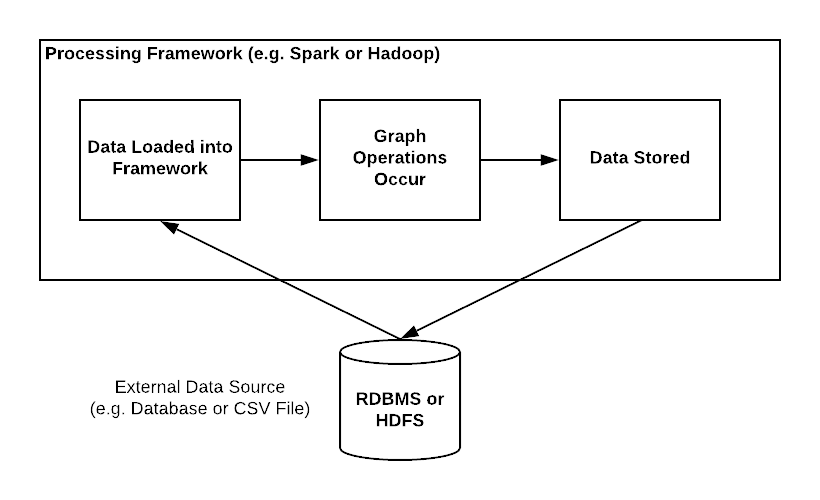 Processing Framework (e.g. Spark or Hadoop)
Data Loaded into
Framework
Graph
Operations
Occur
Data Stored
External Data Source
(e.g. Database or CSV File)
RDBMS or
HDFS